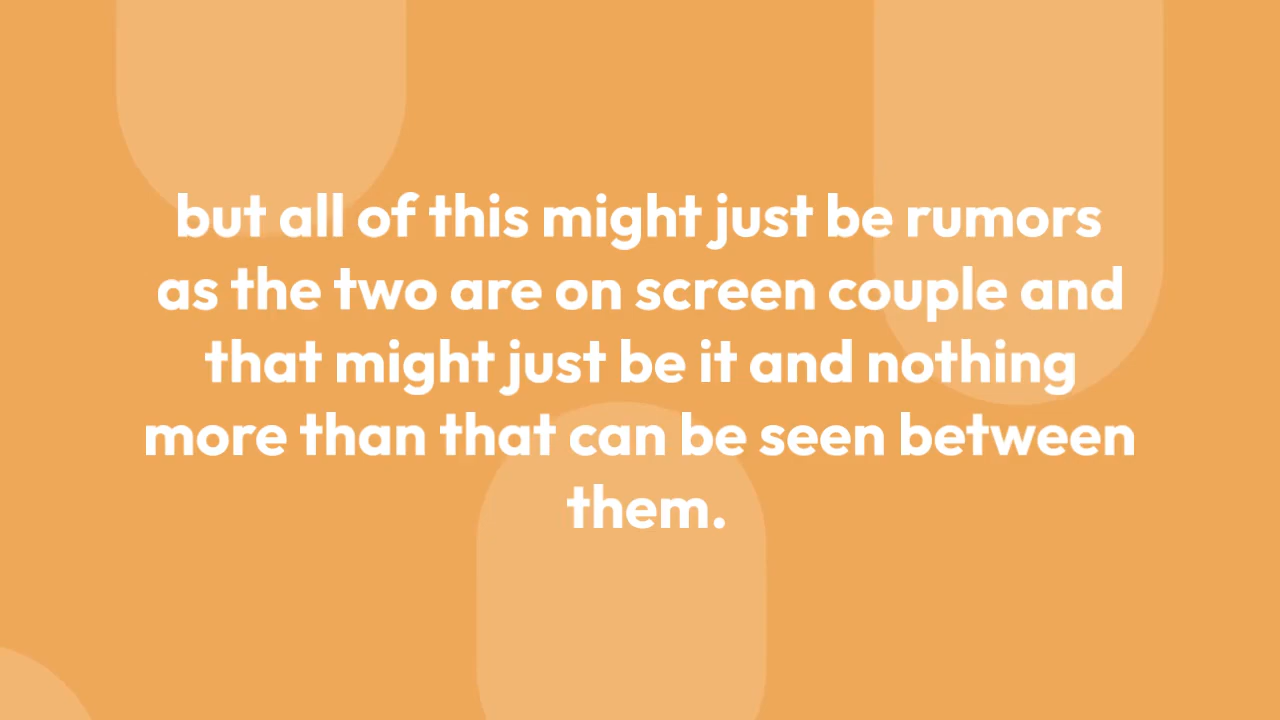 but all of this might just be rumors
as the two are on screen couple and
that might just be it and nothing
more than that can be seen between
them.